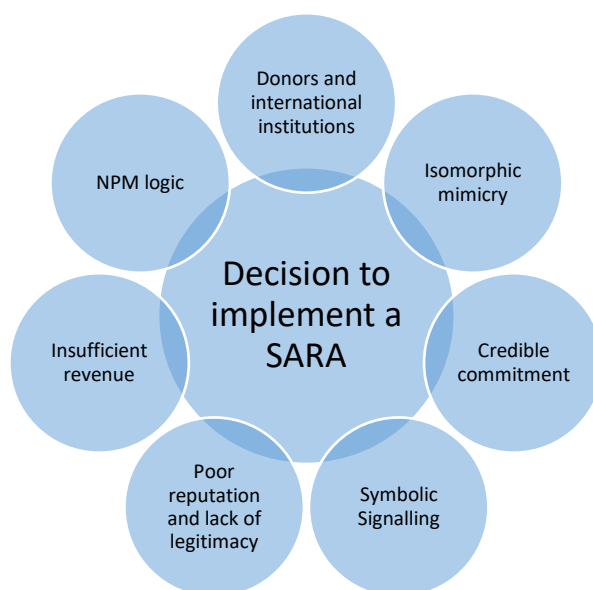 Donors and
international
institutions
Isomorphic
mimicry
Credible
commitment
Symbolic
Signalling
Poor
reputation
and lack of
legitimacy
Insufficient
revenue
NPM logic
Decision to
implement a
SARA